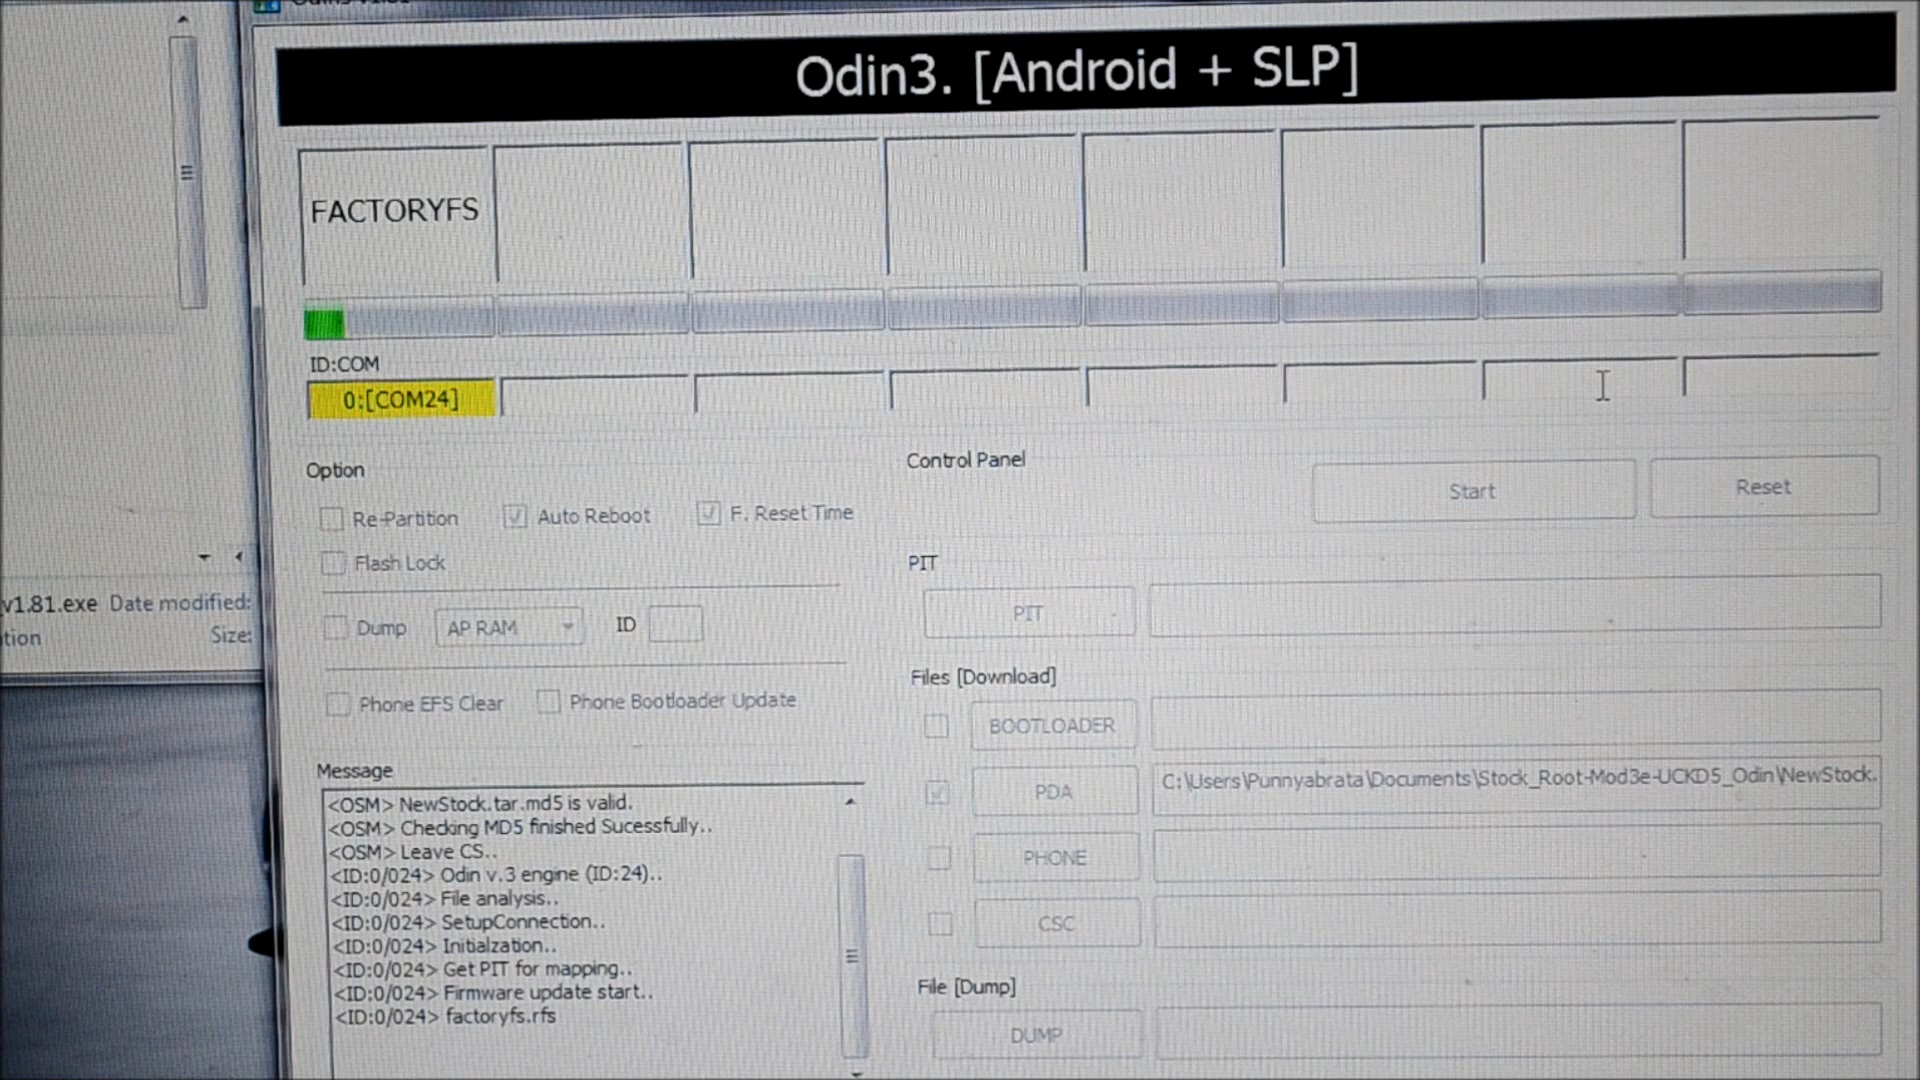 Odin3. [Android + SLP]
FACTORYFS
ID:COM
0:[COM24]
Option
Re-Partition
Auto Reboot
F. Reset Time
Flash Lock
Dump
AP RAM
ID
Phone EFS Clear
Phone Bootloader Update
Message
<OSM> NewStock.tar.md5 is valid.
<OSM> Checking MD5 finished Sucessfully..
<OSM> Leave CS..
<ID:0/024> Odin v.3 engine (ID:24)..
<ID:0/024> File analysis..
<ID:0/024> SetupConnection..
<ID:0/024> Initialzation..
<ID:0/024> Get PIT for mapping..
<ID:0/024> Firmware update start..
<ID:0/024> factoryfs.rfs
Control Panel
Start
Reset
PIT
PIT
Files [Download]
BOOTLOADER
PDA
C:\Users\Punnyabrata\Documents\Stock_Root-Mod3e-UCKD5_Odin\NewStock.
PHONE
CSC
File [Dump]
DUMP
v1.81.exe Date modified:
tion
Size: